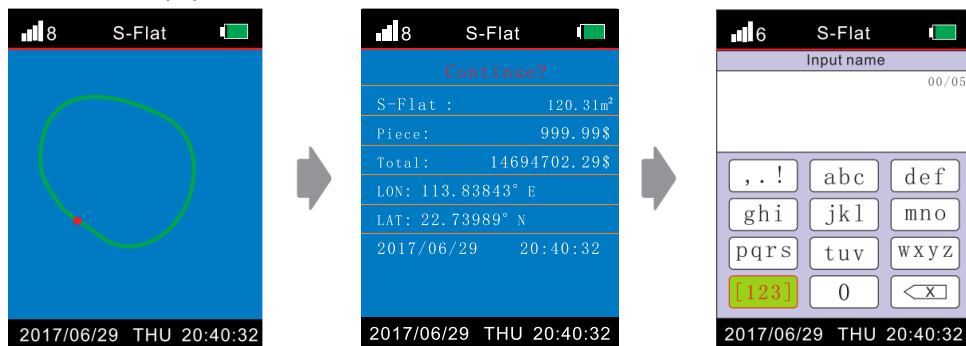 8 S-Flat
2017/06/29 THU 20:40:32
8 S-Flat
Continue?
S-Flat : 120.31m²
Piece: 999.99$
Total: 14694702.29$
LON: 113.83843° E
LAT: 22.73989° N
2017/06/29 20:40:32
2017/06/29 THU 20:40:32
6 S-Flat
Input name
00/05
,.! abc def
ghi jkl mno
pqrs tuv wxyz
[123] 0 X
2017/06/29 THU 20:40:32